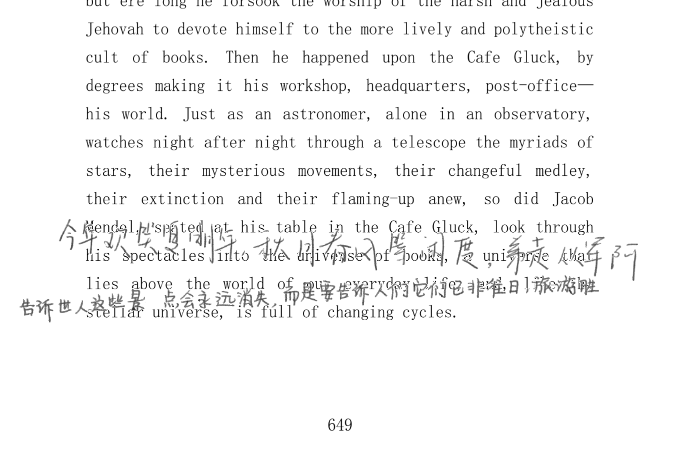 but ere long he forsook the worship of the harsh and jealous
Jehovah to devote himself to the more lively and polytheistic
cult of books. Then he happened upon the Cafe Gluck, by
degrees making it his workshop, headquarters, post-office—
his world. Just as an astronomer, alone in an observatory,
watches night after night through a telescope the myriads of
stars, their mysterious movements, their changeful medley,
their extinction and their flaming-up anew, so did Jacob
Mendel, seated at his table in the Cafe Gluck, look through
今年欢笑复明年,秋月春风等闲度,弟走从军阿
his spectacles into the universe of books, a universe that
lies above the world of our everyday life, and, like the
告诉世人这些景点会永远消失,而是要告诉人们它们已非往日旅游胜
stellar universe, is full of changing cycles.
649